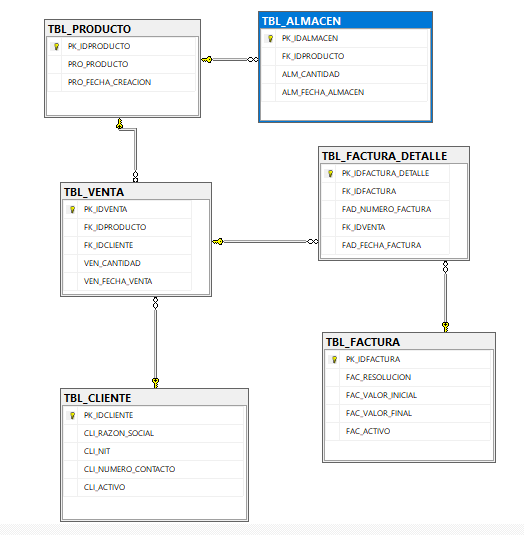 TBL_PRODUCTO
PK_IDPRODUCTO
PRO_PRODUCTO
PRO_FECHA_CREACION
TBL_ALMACEN
PK_IDALMACEN
FK_IDPRODUCTO
ALM_CANTIDAD
ALM_FECHA_ALMACEN
TBL_VENTA
PK_IDVENTA
FK_IDPRODUCTO
FK_IDCLIENTE
VEN_CANTIDAD
VEN_FECHA_VENTA
TBL_FACTURA_DETALLE
PK_IDFACTURA_DETALLE
FK_IDFACTURA
FAD_NUMERO_FACTURA
FK_IDVENTA
FAD_FECHA_FACTURA
TBL_CLIENTE
PK_IDCLIENTE
CLI_RAZON_SOCIAL
CLI_NIT
CLI_NUMERO_CONTACTO
CLI_ACTIVO
TBL_FACTURA
PK_IDFACTURA
FAC_RESOLUCION
FAC_VALOR_INICIAL
FAC_VALOR_FINAL
FAC_ACTIVO